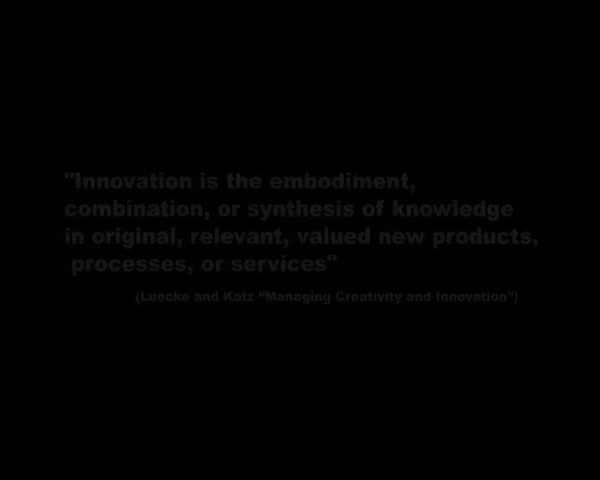 "Innovation is the embodiment,
combination, or synthesis of knowledge
in original, relevant, valued new products,
processes, or services"
(Luecke and Katz “Managing Creativity and Innovation”)